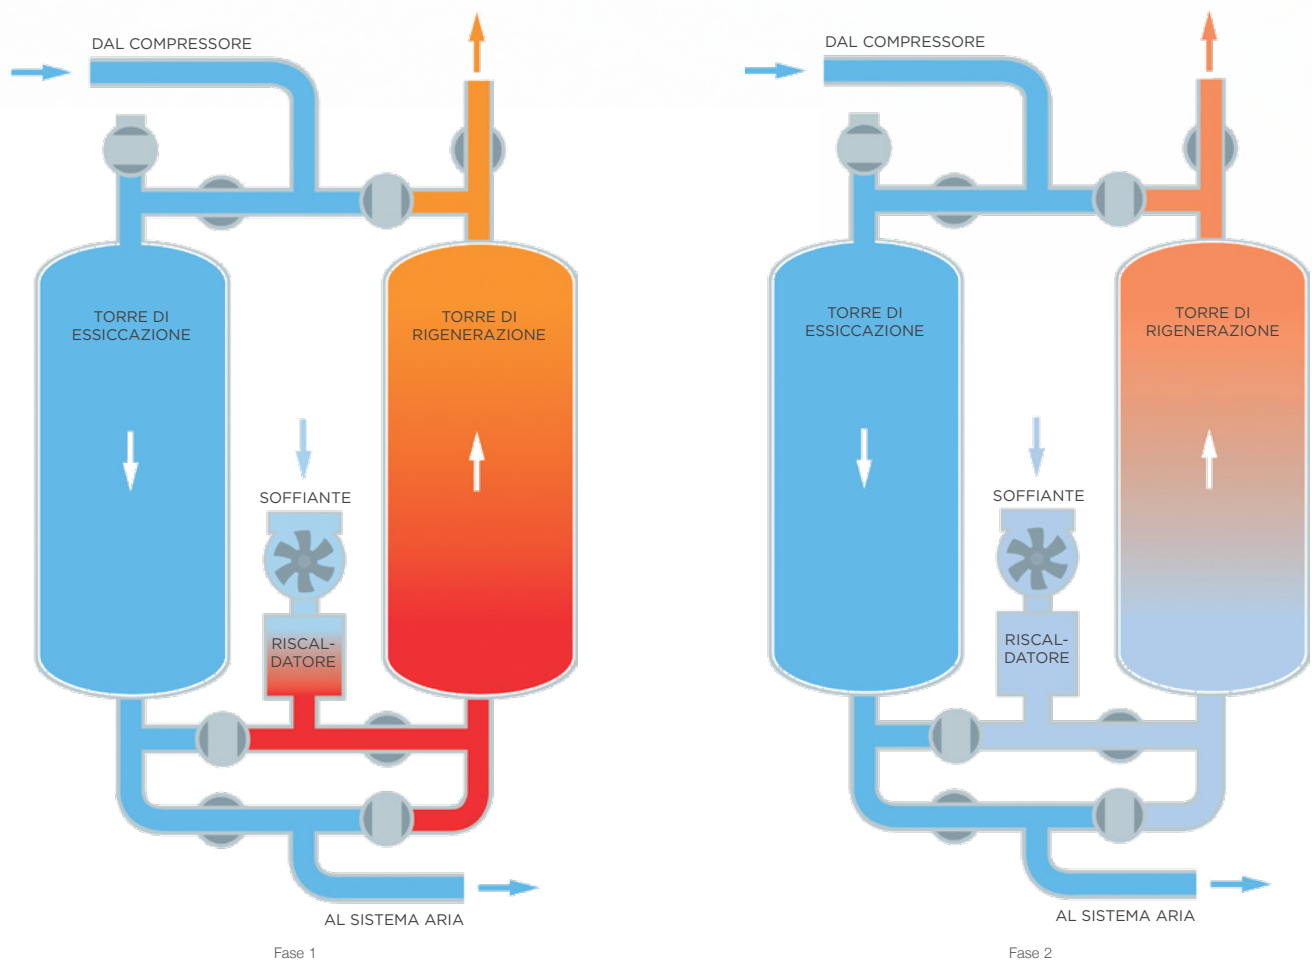 DAL COMPRESSORE
TORRE DI
ESSICCAZIONE
TORRE DI
RIGENERAZIONE
SOFFIANTE
RISCAL-
DATORE
AL SISTEMA ARIA
Fase 1
DAL COMPRESSORE
TORRE DI
ESSICCAZIONE
TORRE DI
RIGENERAZIONE
SOFFIANTE
RISCAL-
DATORE
AL SISTEMA ARIA
Fase 2